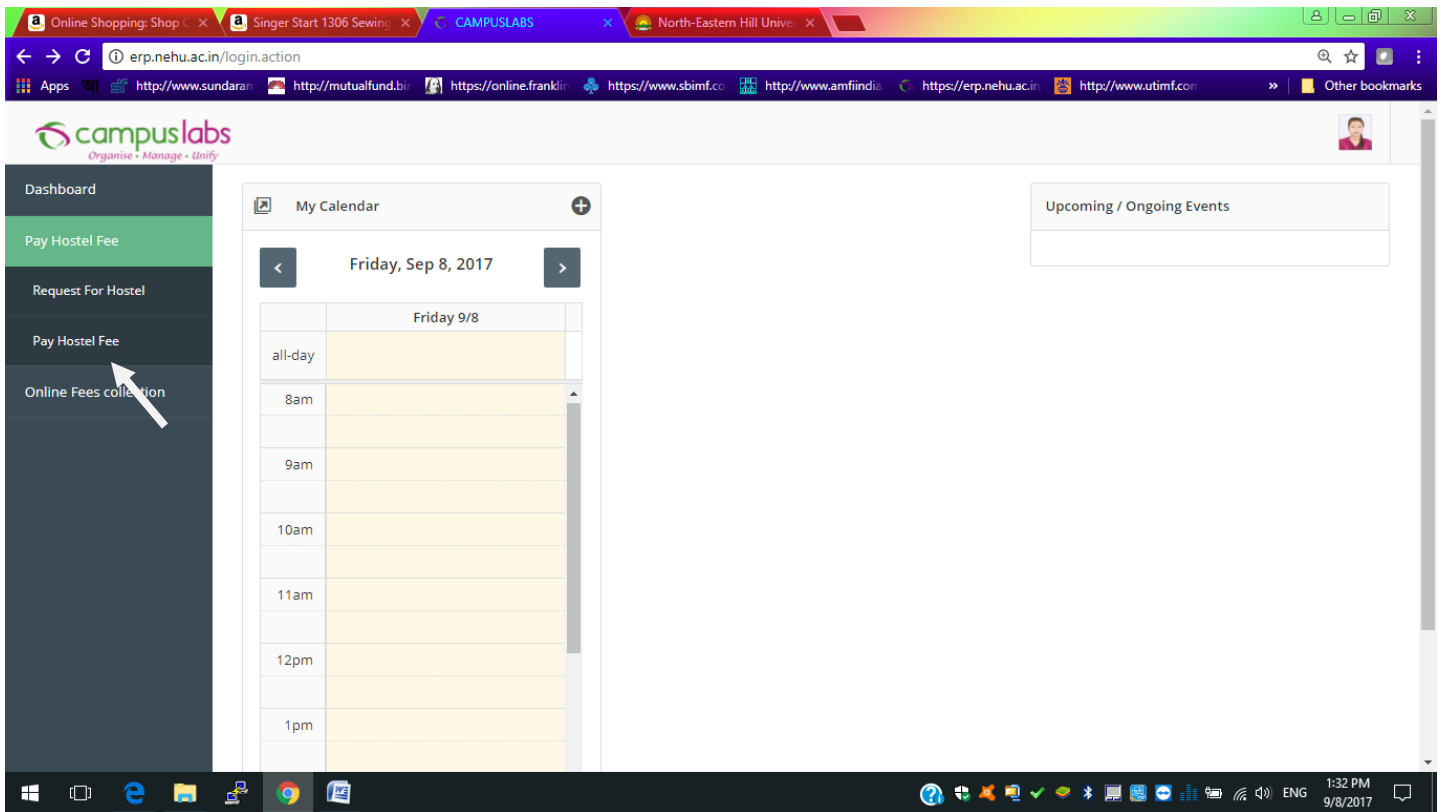 Online Shopping: Shop
Singer Start 1306 Sewing
CAMPUSLABS
North-Eastern Hill Univer
erp.nehu.ac.in/login.action
Apps
http://www.sundaram
http://mutualfund.bir
https://online.franklin
https://www.sbimf.co
http://www.amfiindia.
https://erp.nehu.ac.in
http://www.utimf.com
»
Other bookmarks
campuslabs
Organise • Manage • Unify
Dashboard
Pay Hostel Fee
Request For Hostel
Pay Hostel Fee
Online Fees collection
My Calendar
Friday, Sep 8, 2017
Friday 9/8
all-day
8am
9am
10am
11am
12pm
1pm
Upcoming / Ongoing Events
ENG
1:32 PM
9/8/2017